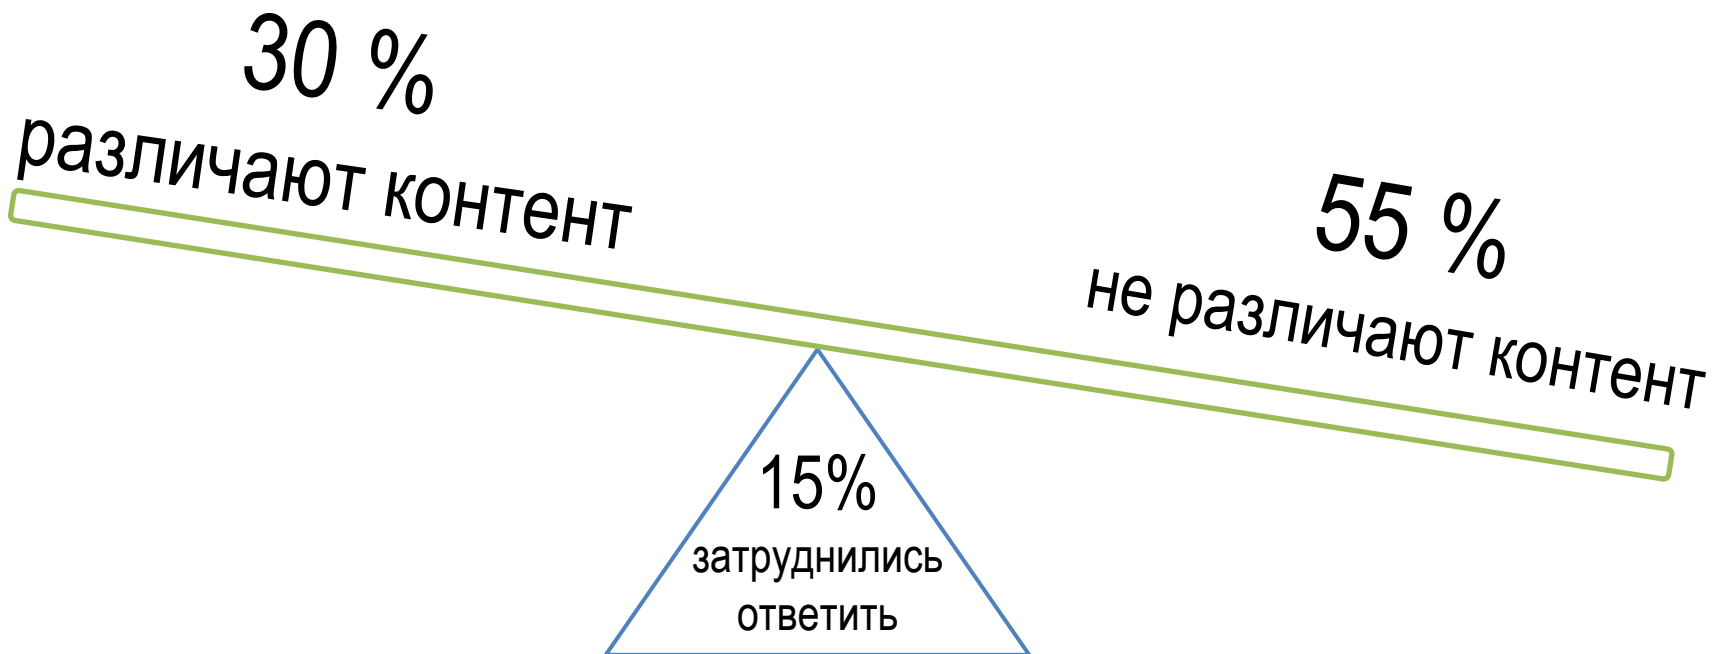 30 %
различают контент
55 %
не различают контент
15%
затруднились
ответить